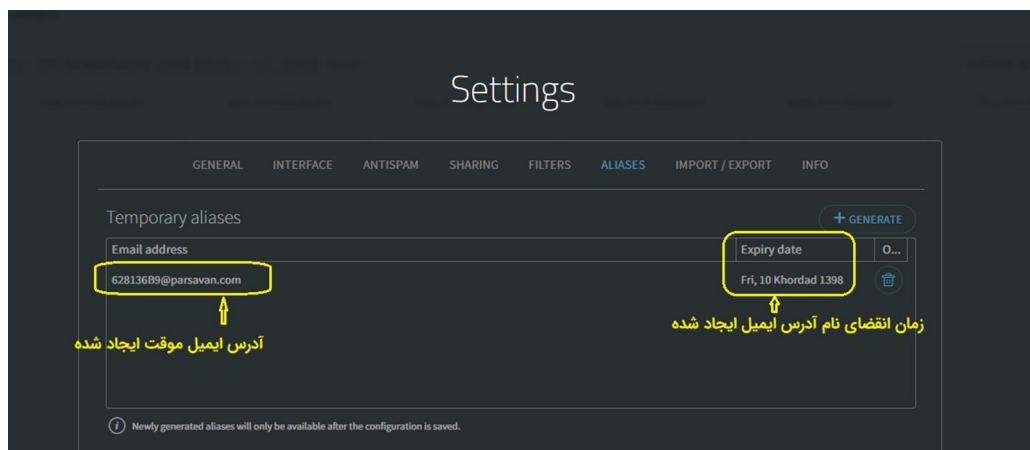 Settings
GENERAL INTERFACE ANTISPAM SHARING FILTERS ALIASES IMPORT / EXPORT INFO
Temporary aliases
+ GENERATE
Email address Expiry date O...
628136B9@parsavan.com Fri, 10 Khordad 1398
زمان انقضای نام آدرس ایمیل ایجاد شده
آدرس ایمیل موقت ایجاد شده
Newly generated aliases will only be available after the configuration is saved.